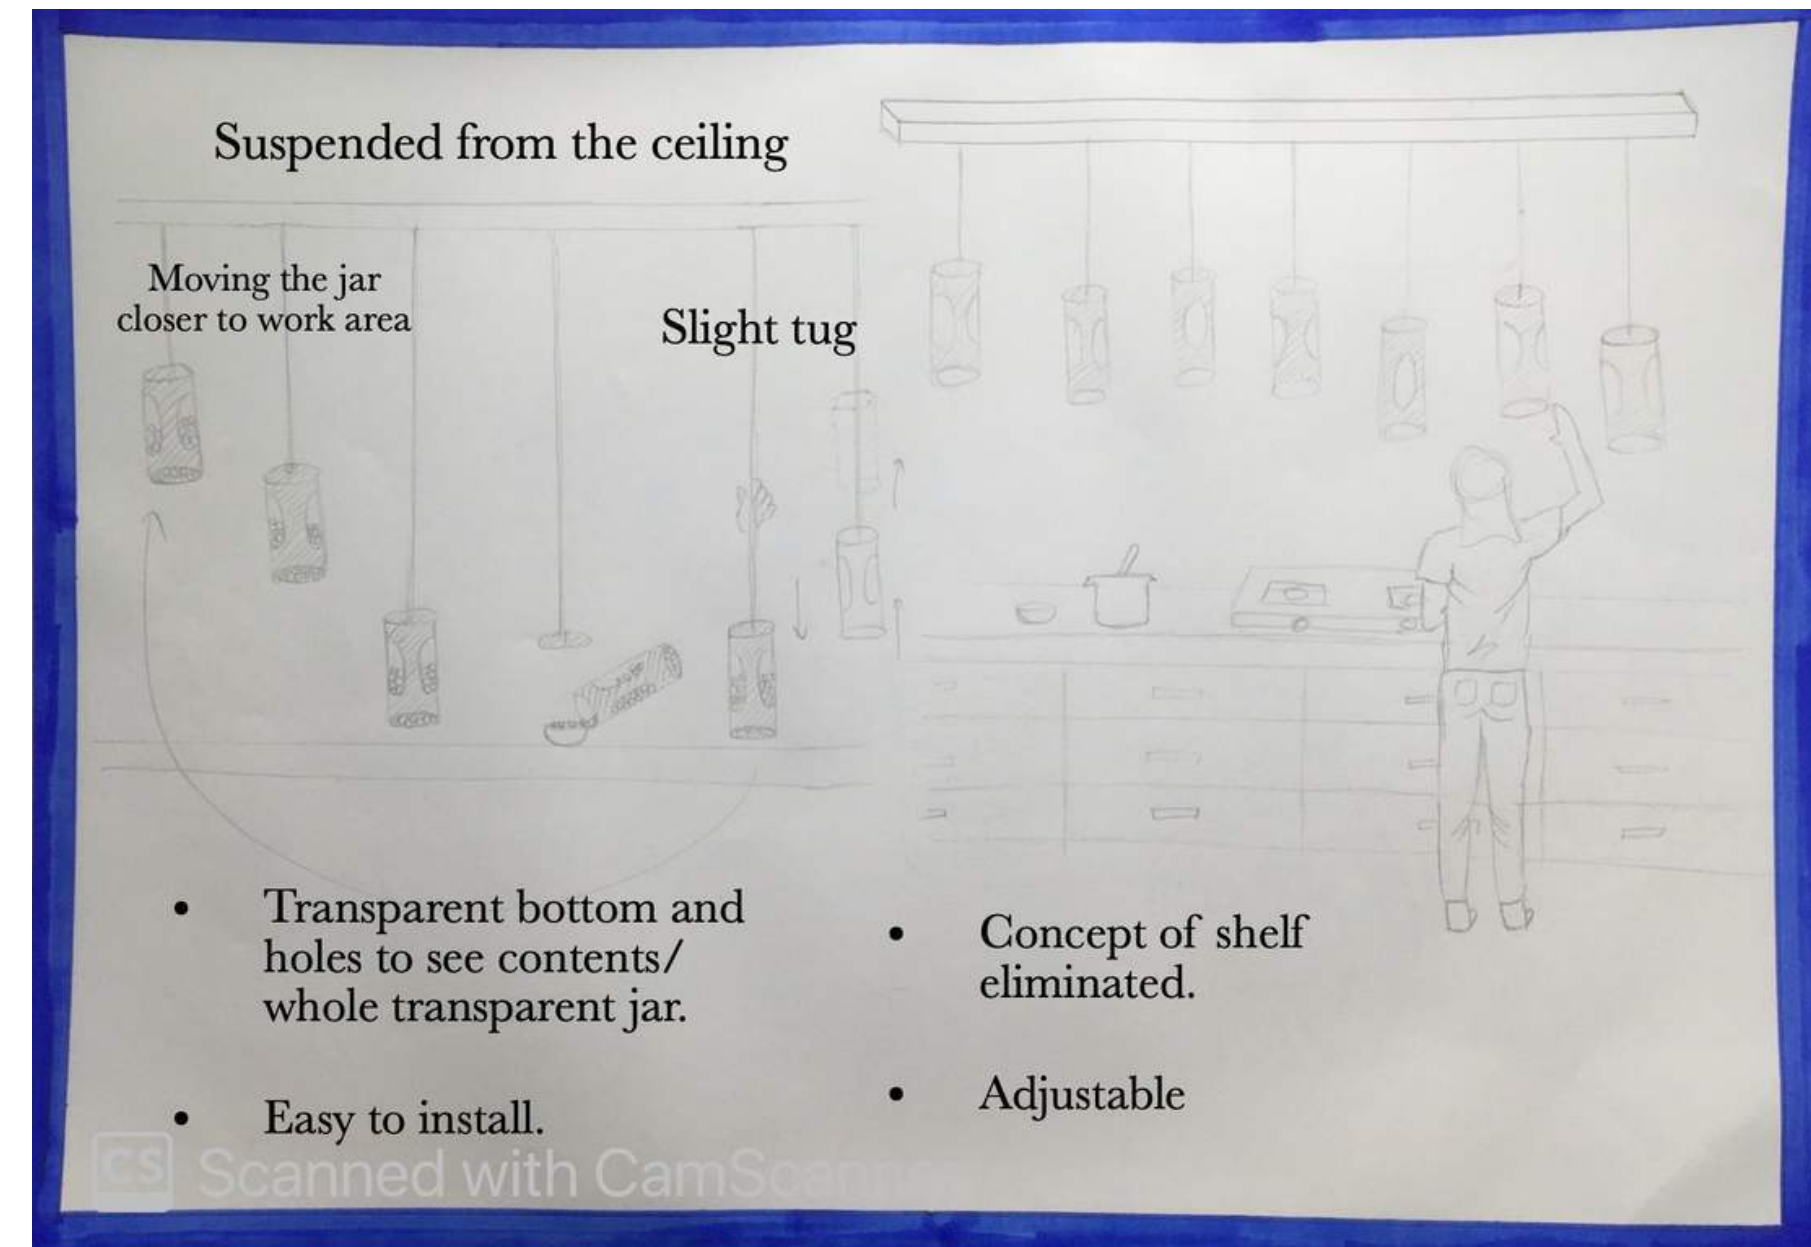 Suspended from the ceiling
Moving the jar
closer to work area
Slight tug
• Transparent bottom and
holes to see contents/
whole transparent jar.
• Easy to install.
• Concept of shelf
eliminated.
• Adjustable
CS Scanned with CamScanner